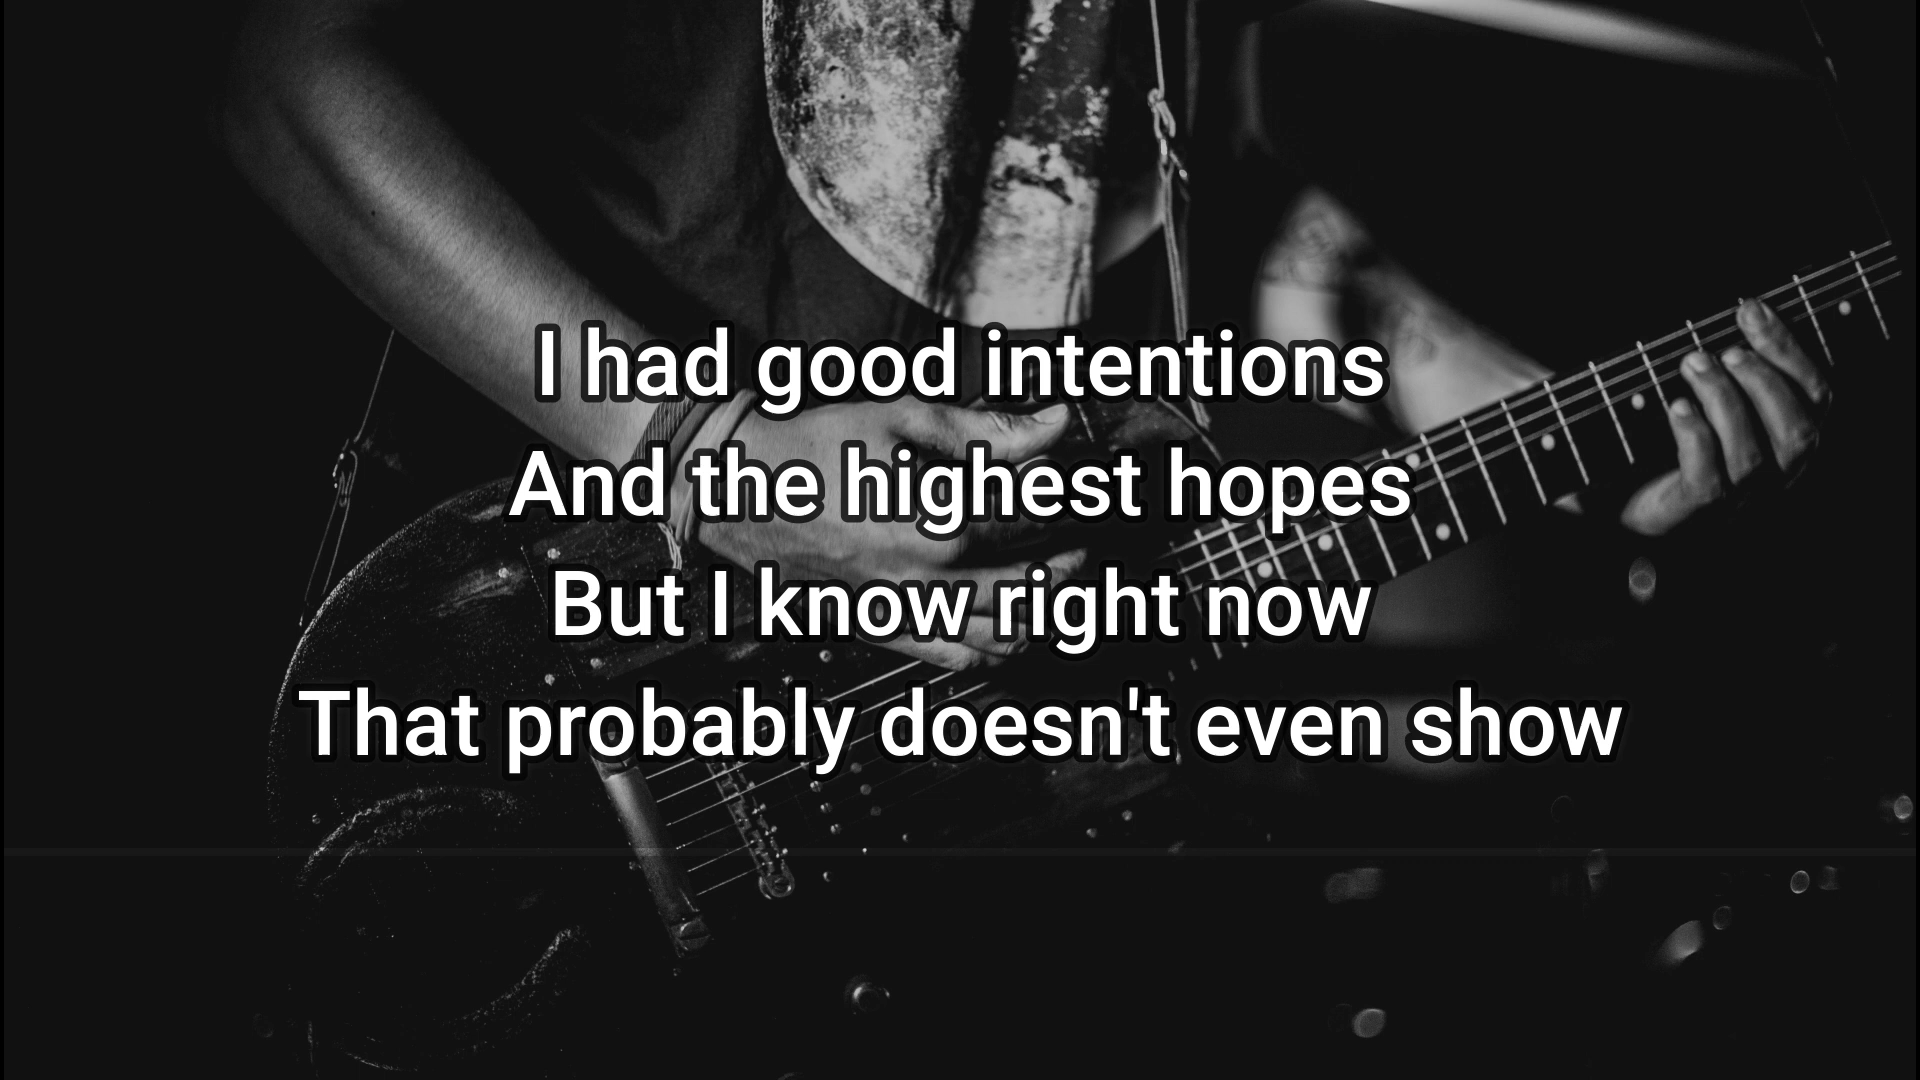 I had good intentions
And the highest hopes
But I know right now
That probably doesn't even show